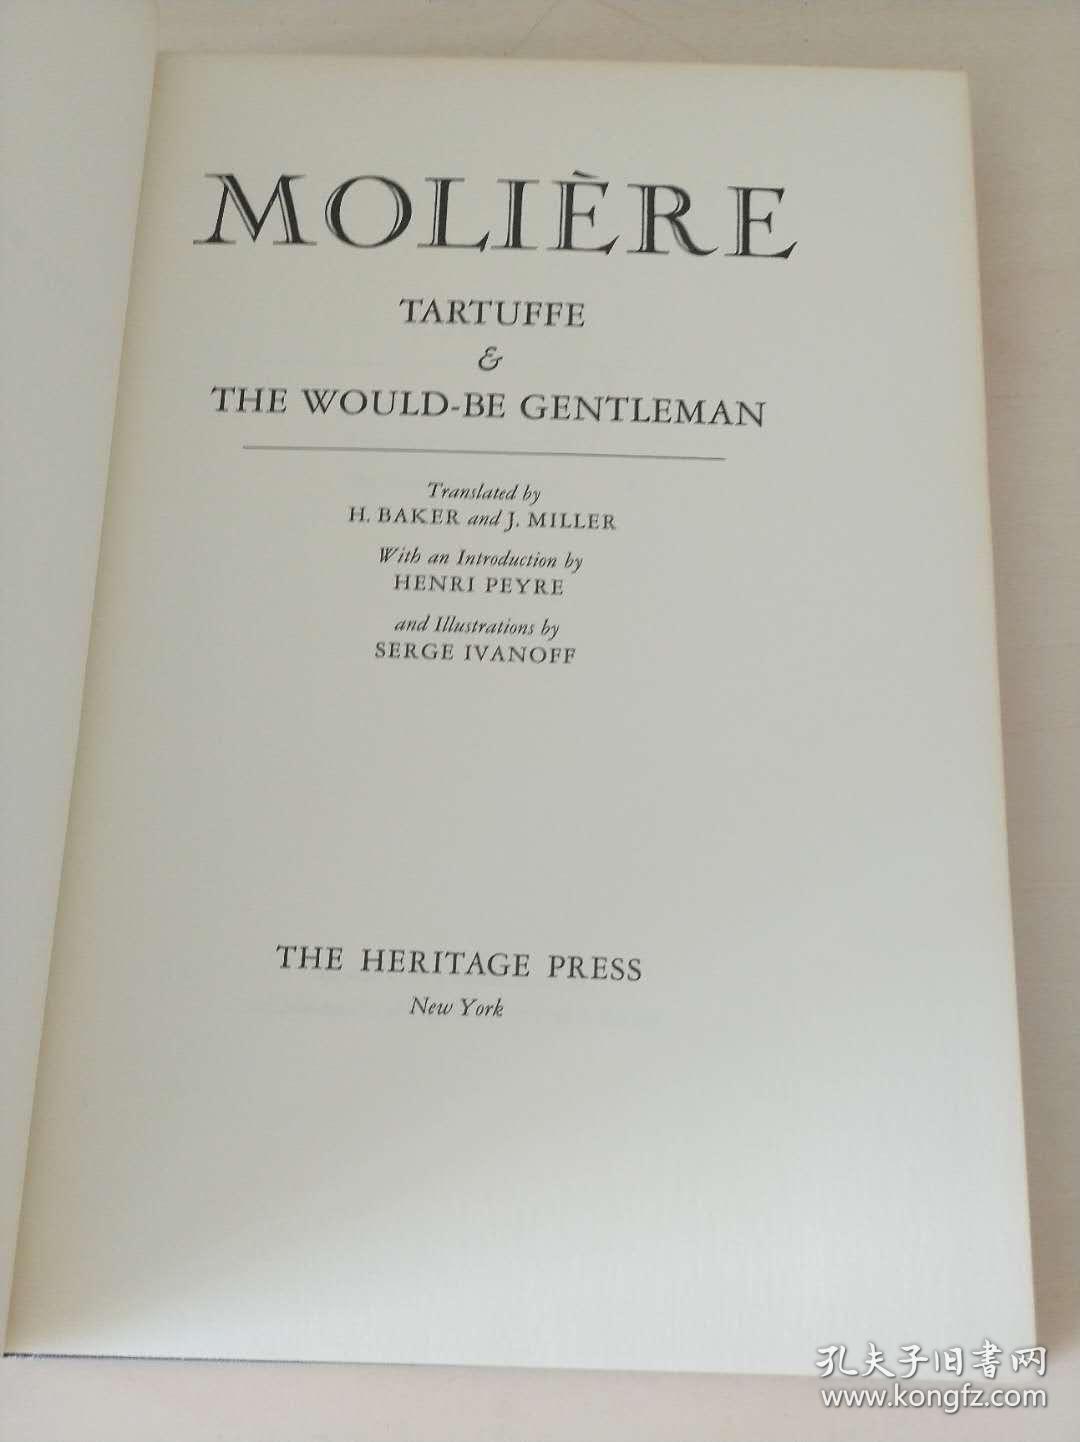 MOLIÈRE
TARTUFFE
&
THE WOULD-BE GENTLEMAN
Translated by
H. BAKER and J. MILLER
With an Introduction by
HENRI PEYRE
and Illustrations by
SERGE IVANOFF
THE HERITAGE PRESS
New York
孔夫子旧書网
www.kongfz.com